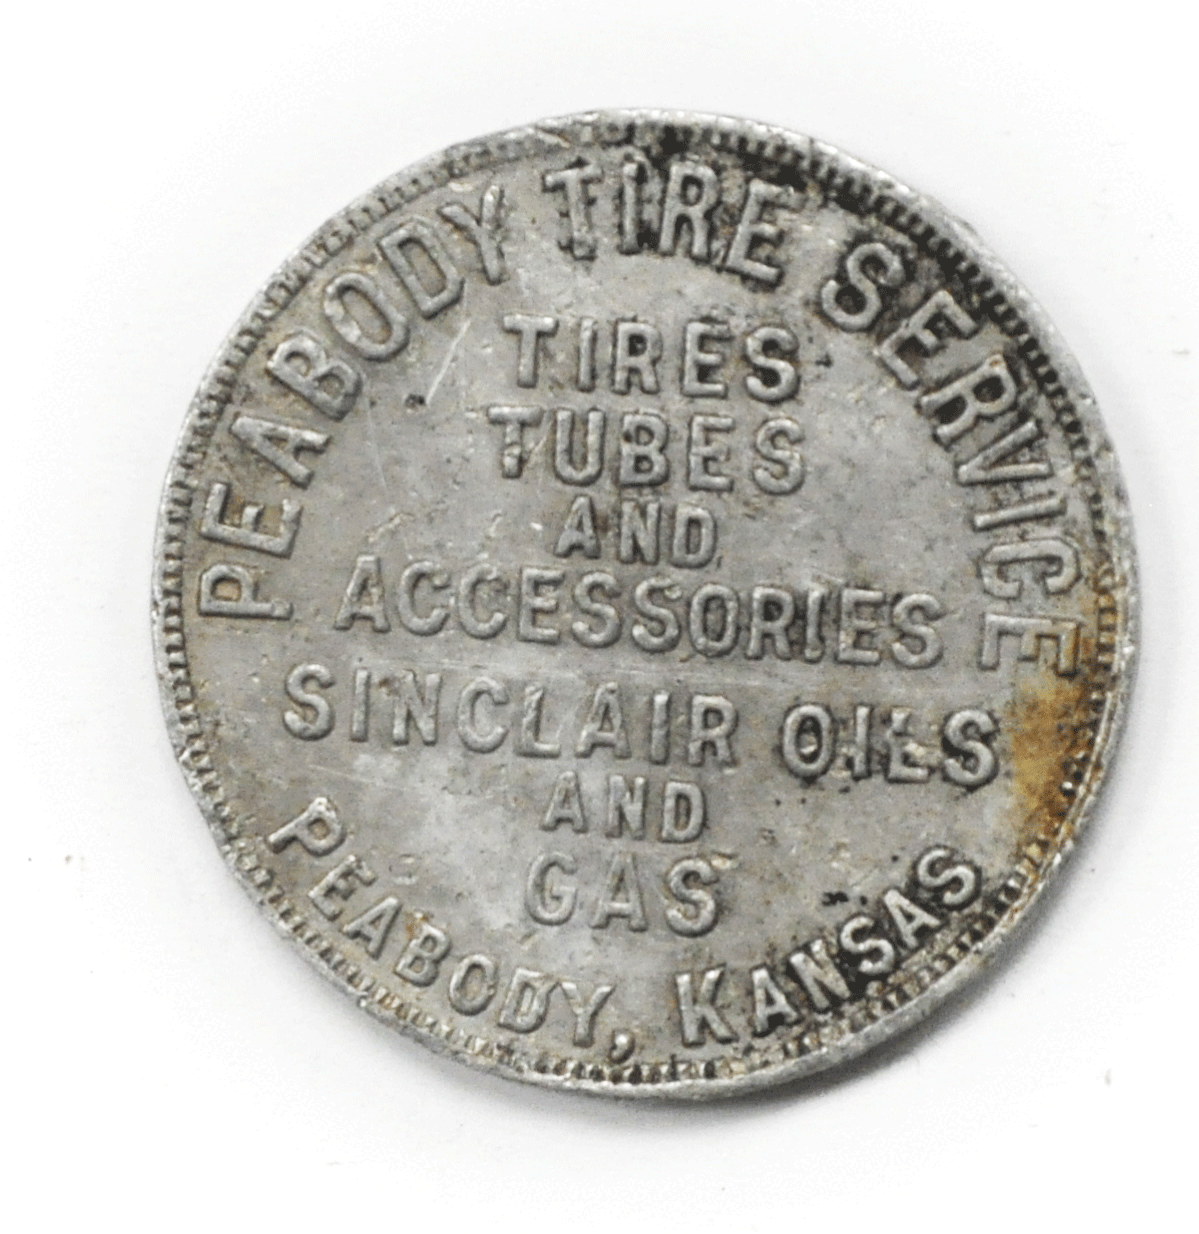 PEABODY TIRE SERVICE
TIRES
TUBES
AND
ACCESSORIES
SINCLAIR OILS
AND
GAS
PEABODY, KANSAS